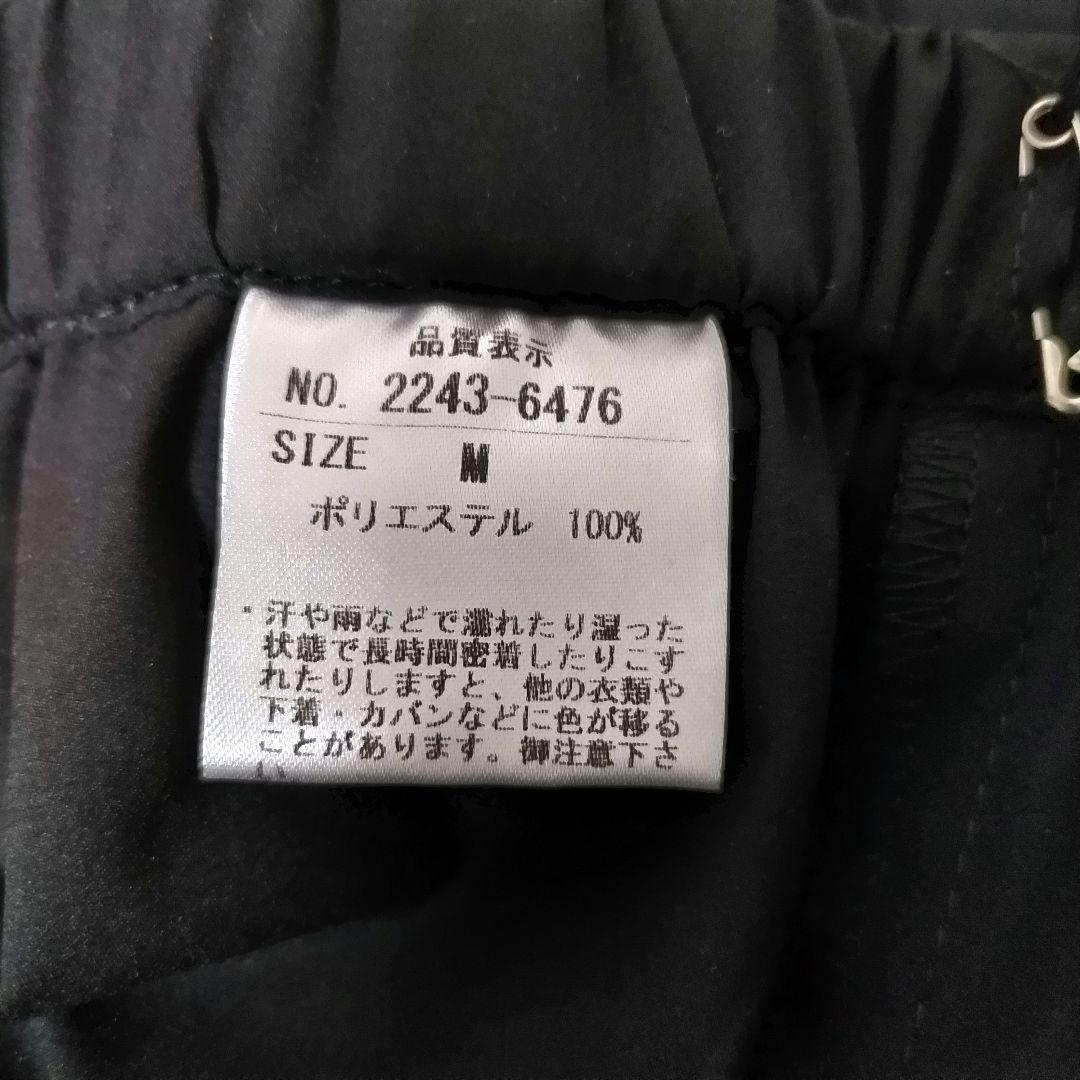 品質表示
NO. 2243-6476
SIZE M
ポリエステル 100%
・汗や雨などで濡れたり湿った
状態で長時間密着したりこす
れたりしますと、他の衣類や
下着・カバンなどに色が移る
ことがあります。御注意下さ
い